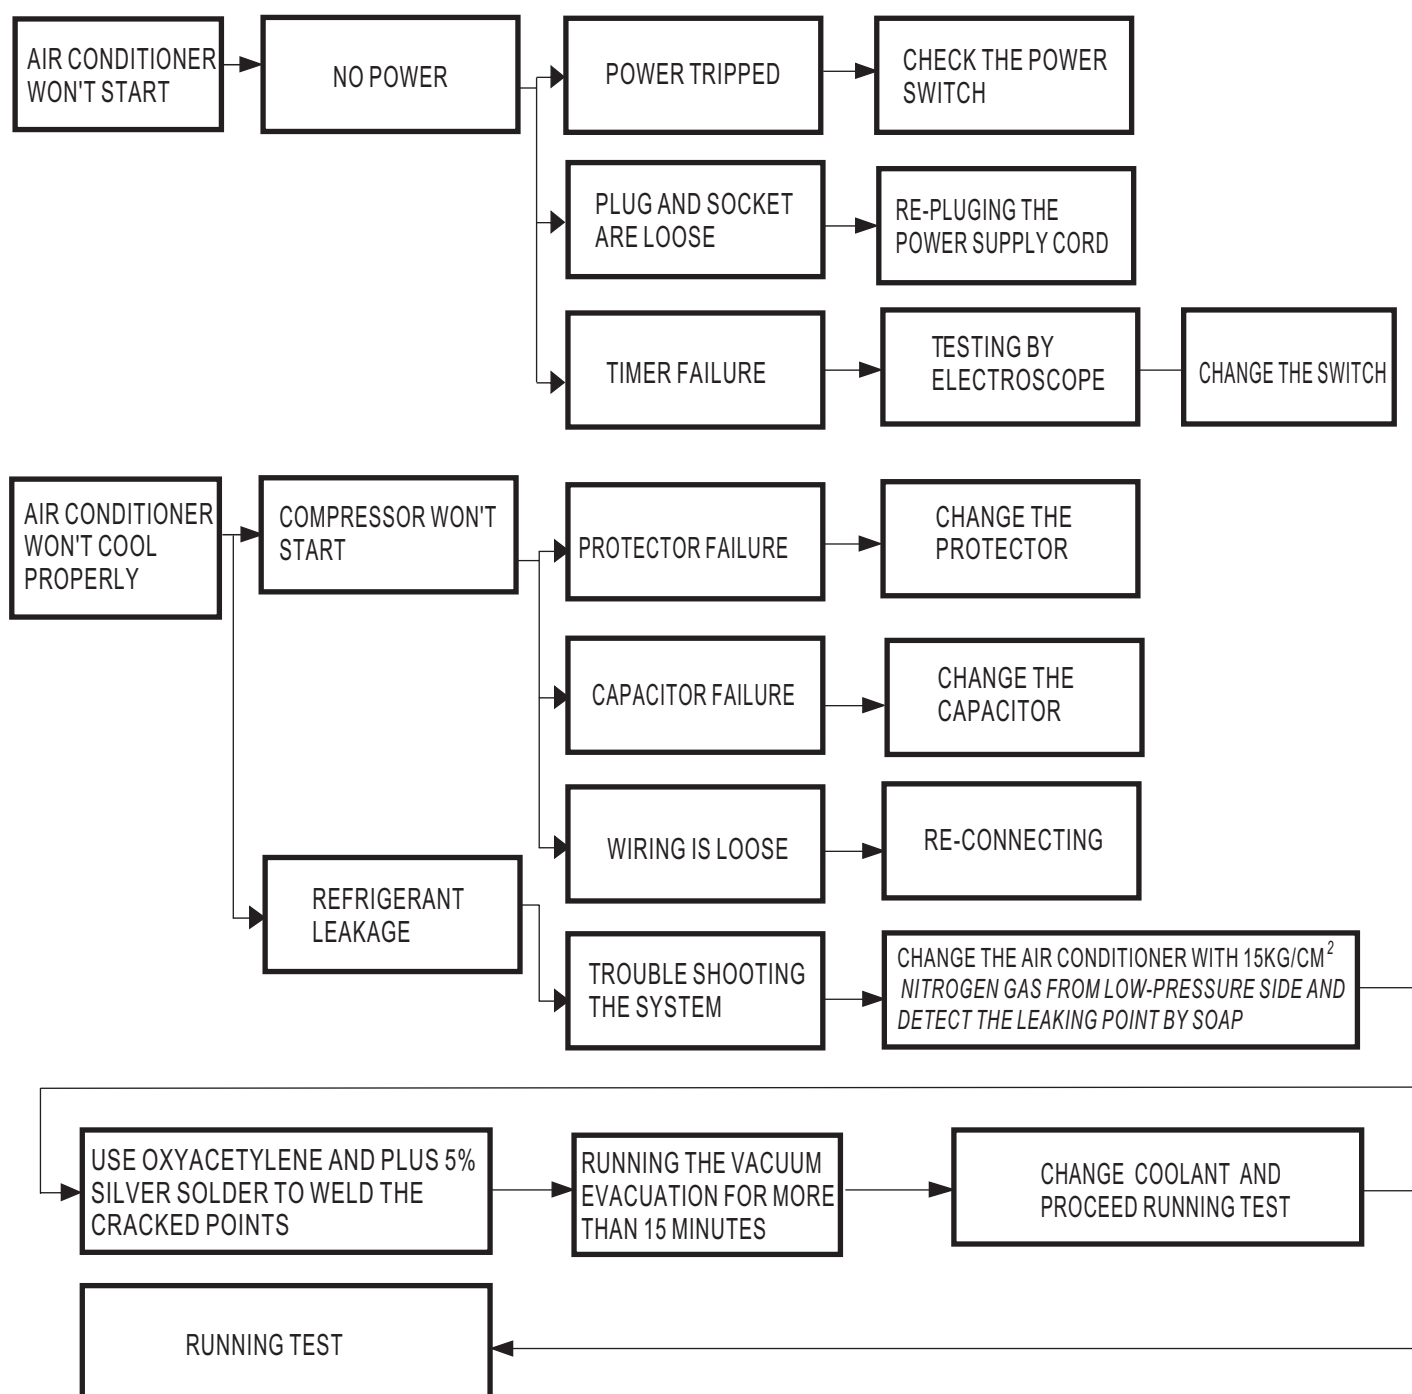 AIR CONDITIONER
WON'T START
NO POWER
POWER TRIPPED
CHECK THE POWER
SWITCH
PLUG AND SOCKET
ARE LOOSE
RE-PLUGING THE
POWER SUPPLY CORD
TIMER FAILURE
TESTING BY
ELECTROSCOPE
CHANGE THE SWITCH
AIR CONDITIONER
WON'T COOL
PROPERLY
COMPRESSOR WON'T
START
PROTECTOR FAILURE
CHANGE THE
PROTECTOR
CAPACITOR FAILURE
CHANGE THE
CAPACITOR
WIRING IS LOOSE
RE-CONNECTING
REFRIGERANT
LEAKAGE
TROUBLE SHOOTING
THE SYSTEM
CHANGE THE AIR CONDITIONER WITH 15KG/CM²
NITROGEN GAS FROM LOW-PRESSURE SIDE AND
DETECT THE LEAKING POINT BY SOAP
USE OXYACETYLENE AND PLUS 5%
SILVER SOLDER TO WELD THE
CRACKED POINTS
RUNNING THE VACUUM
EVACUATION FOR MORE
THAN 15 MINUTES
CHANGE COOLANT AND
PROCEED RUNNING TEST
RUNNING TEST